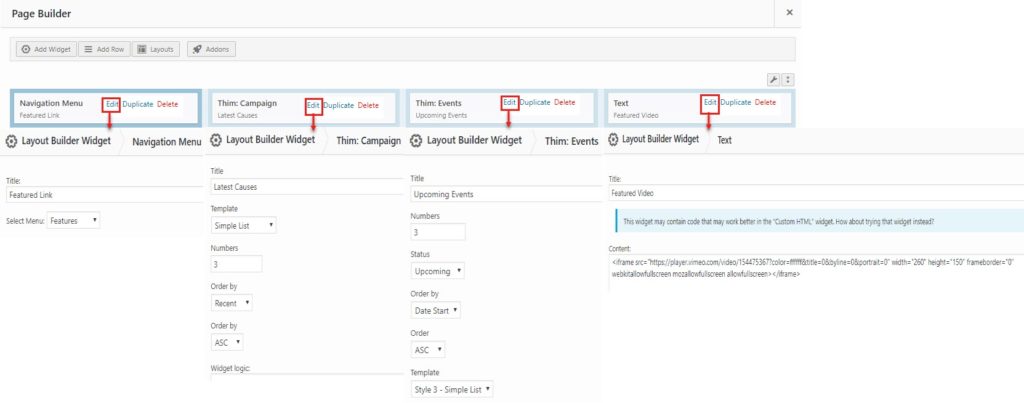 Page Builder
×
Add Widget
Add Row
Layouts
Addons
Navigation Menu
Edit Duplicate Delete
Featured Link
Thim: Campaign
Edit Duplicate Delete
Latest Causes
Thim: Events
Edit Duplicate Delete
Upcoming Events
Text
Edit Duplicate Delete
Featured Video
Layout Builder Widget
Navigation Menu
Title:
Featured Link
Select Menu:
Features
Layout Builder Widget
Thim: Campaign
Title
Latest Causes
Template
Simple List
Numbers
3
Order by
Recent
Order by
ASC
Widget logic:
Layout Builder Widget
Thim: Events
Title
Upcoming Events
Numbers
3
Status
Upcoming
Order by
Date Start
Order
ASC
Template
Style 3 - Simple List
Layout Builder Widget
Text
Title:
Featured Video
This widget may contain code that may work better in the "Custom HTML" widget. How about trying that widget instead?
Content:
<iframe src="https://player.vimeo.com/video/154475367?color=ffffff&title=0&byline=0&portrait=0" width="260" height="150" frameborder="0"
webkitallowfullscreen mozallowfullscreen allowfullscreen></iframe>